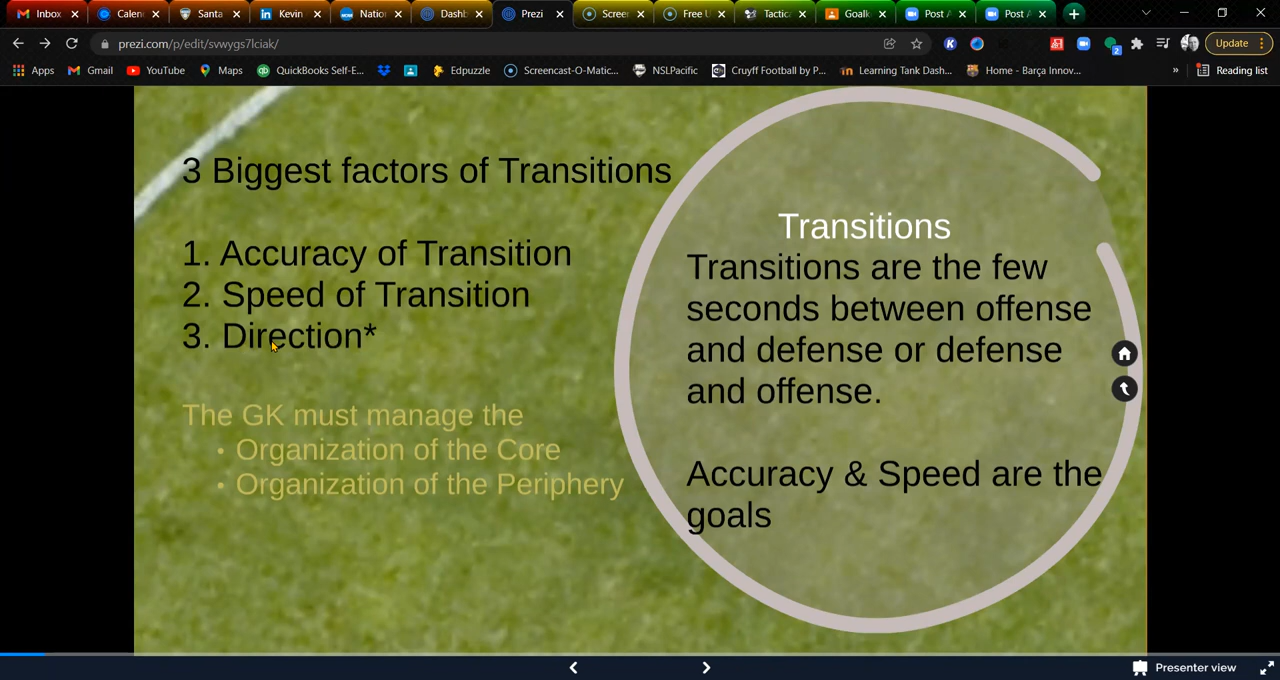 Inbox
Calen
Santa
Kevin
Natio
Dashb
Prezi
Scree
Free U
Tactica
Goalk
Post A
Post A
prezi.com/p/edit/svwygs7lciak/
Update
Apps
Gmail
YouTube
Maps
QuickBooks Self-E...
Edpuzzle
Screencast-O-Matic...
NSLPacific
Cruyff Football by P...
Learning Tank Dash...
Home - Barça Innov...
»
Reading list
3 Biggest factors of Transitions
1. Accuracy of Transition
2. Speed of Transition
3. Direction*
The GK must manage the
• Organization of the Core
• Organization of the Periphery
Transitions
Transitions are the few
seconds between offense
and defense or defense
and offense.
Accuracy & Speed are the
goals
Presenter view